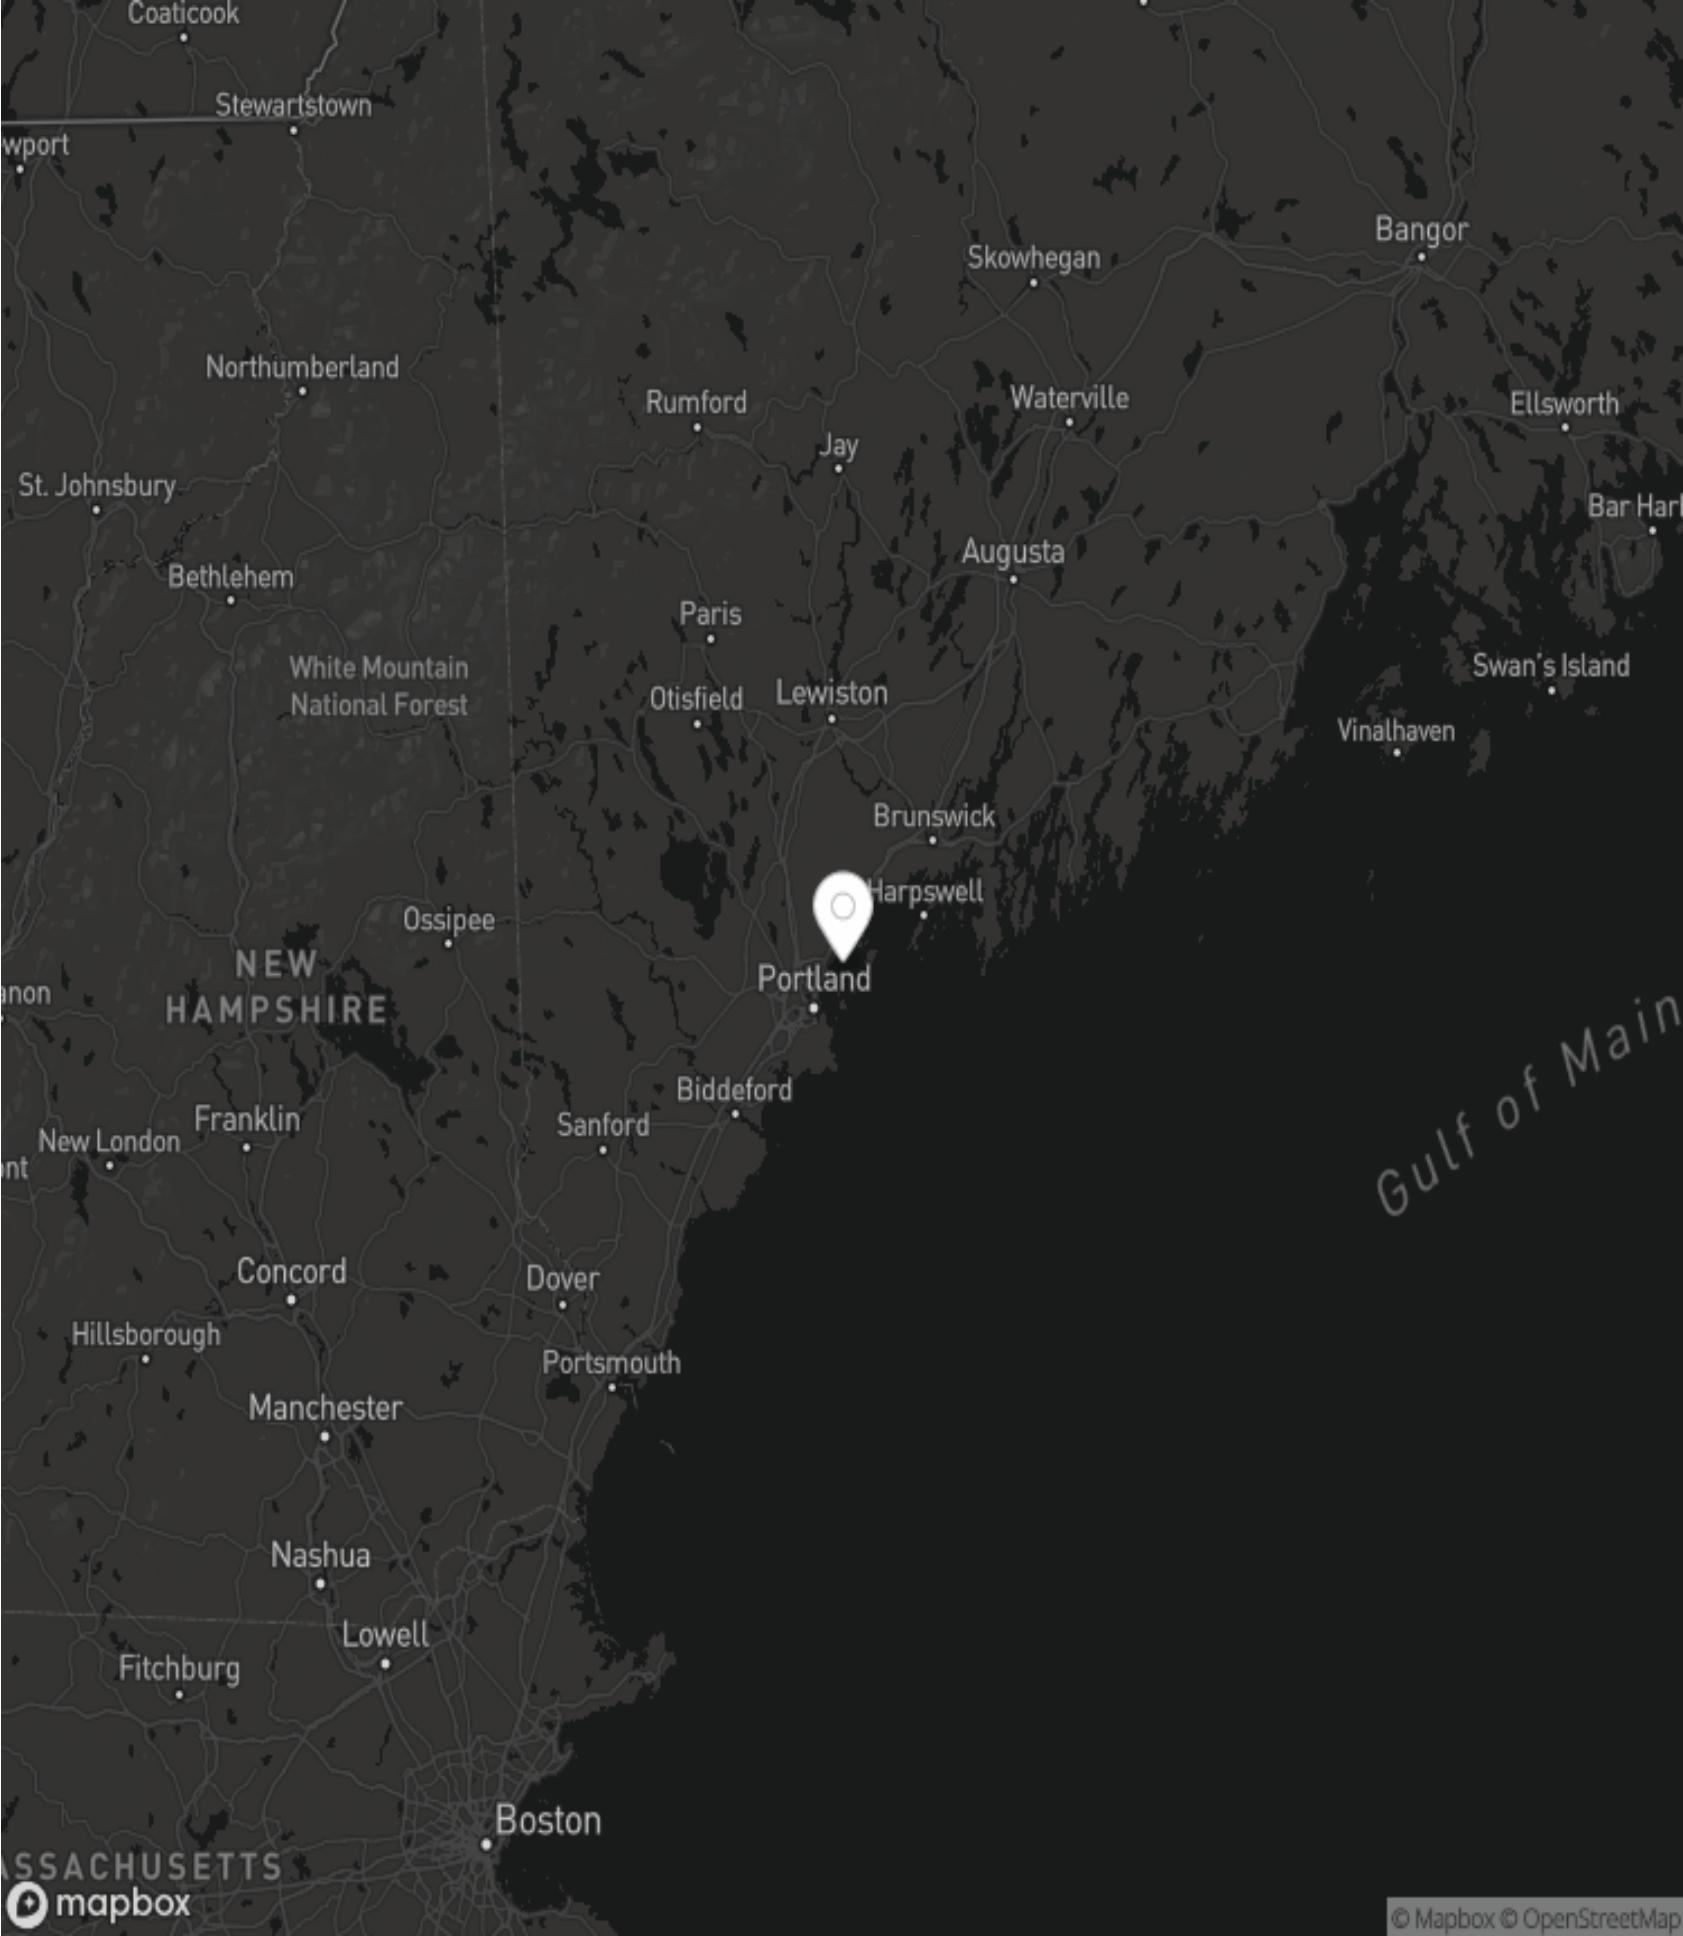 Coaticook
Stewartstown
wport
Bangor
Skowhegan
Northumberland
Rumford
Waterville
Ellsworth
Jay
St. Johnsbury
Bar Harl
Augusta
Bethlehem
Paris
White Mountain
National Forest
Swan's Island
Otisfield
Lewiston
Vinalhaven
Brunswick
Harpswell
Ossipee
NEW
HAMPSHIRE
Portland
anon
Gulf of Main
Biddeford
Sanford
Franklin
New London
ont
Concord
Dover
Hillsborough
Portsmouth
Manchester
Nashua
Lowell
Fitchburg
Boston
ASSACHUSETTS
mapbox
© Mapbox © OpenStreetMap